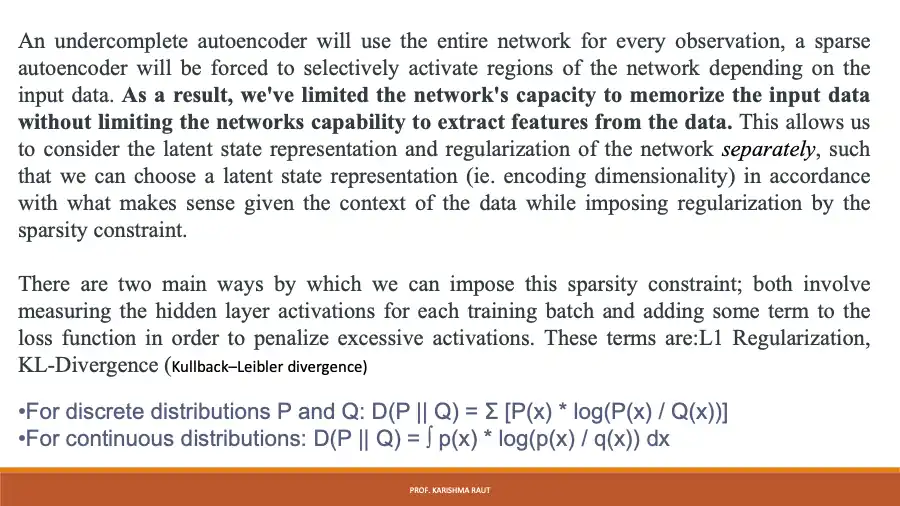 An undercomplete autoencoder will use the entire network for every observation, a sparse
autoencoder will be forced to selectively activate regions of the network depending on the
input data. As a result, we've limited the network's capacity to memorize the input data
without limiting the networks capability to extract features from the data. This allows us
to consider the latent state representation and regularization of the network separately, such
that we can choose a latent state representation (ie. encoding dimensionality) in accordance
with what makes sense given the context of the data while imposing regularization by the
sparsity constraint.
There are two main ways by which we can impose this sparsity constraint; both involve
measuring the hidden layer activations for each training batch and adding some term to the
loss function in order to penalize excessive activations. These terms are:L1 Regularization,
KL-Divergence (Kullback–Leibler divergence)
•For discrete distributions P and Q: D(P || Q) = Σ [P(x) * log(P(x) / Q(x))]
•For continuous distributions: D(P || Q) = ∫ p(x) * log(p(x) / q(x)) dx
PROF. KARISHMA RAUT